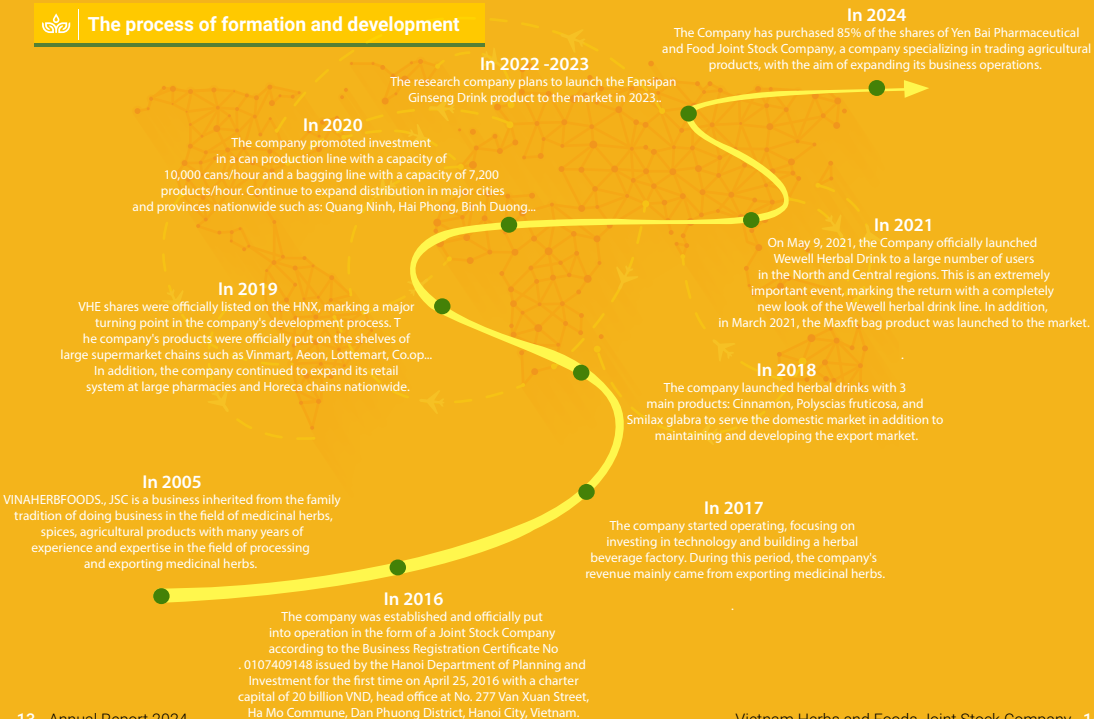 The process of formation and development
In 2024
The Company has purchased 85% of the shares of Yen Bai Pharmaceutical
and Food Joint Stock Company, a company specializing in trading agricultural
products, with the aim of expanding its business operations.
In 2022 -2023
The research company plans to launch the Fansipan
Ginseng Drink product to the market in 2023..
In 2020
The company promoted investment
in a can production line with a capacity of
10,000 cans/hour and a bagging line with a capacity of 7,200
products/hour. Continue to expand distribution in major cities
and provinces nationwide such as: Quang Ninh, Hai Phong, Binh Duong...
In 2021
On May 9, 2021, the Company officially launched
Wewell Herbal Drink to a large number of users
in the North and Central regions. This is an extremely
important event, marking the return with a completely
new look of the Wewell herbal drink line. In addition,
in March 2021, the Maxfit bag product was launched to the market.
.
In 2019
VHE shares were officially listed on the HNX, marking a major
turning point in the company's development process. T
he company's products were officially put on the shelves of
large supermarket chains such as Vinmart, Aeon, Lottemart, Co.op...
In addition, the company continued to expand its retail
system at large pharmacies and Horeca chains nationwide.
In 2018
The company launched herbal drinks with 3
main products: Cinnamon, Polyscias fruticosa, and
Smilax glabra to serve the domestic market in addition to
maintaining and developing the export market.
In 2005
VINAHERBFOODS., JSC is a business inherited from the family
tradition of doing business in the field of medicinal herbs,
spices, agricultural products with many years of
experience and expertise in the field of processing
and exporting medicinal herbs.
In 2017
The company started operating, focusing on
investing in technology and building a herbal
beverage factory. During this period, the company's
revenue mainly came from exporting medicinal herbs.
.
In 2016
The company was established and officially put
into operation in the form of a Joint Stock Company
according to the Business Registration Certificate No
. 0107409148 issued by the Hanoi Department of Planning and
Investment for the first time on April 25, 2016 with a charter
capital of 20 billion VND, head office at No. 277 Van Xuan Street,
Ha Mo Commune, Dan Phuong District, Hanoi City, Vietnam.
13 Annual Report 2024
Vietnam Herbs and Foods Joint Stock Company